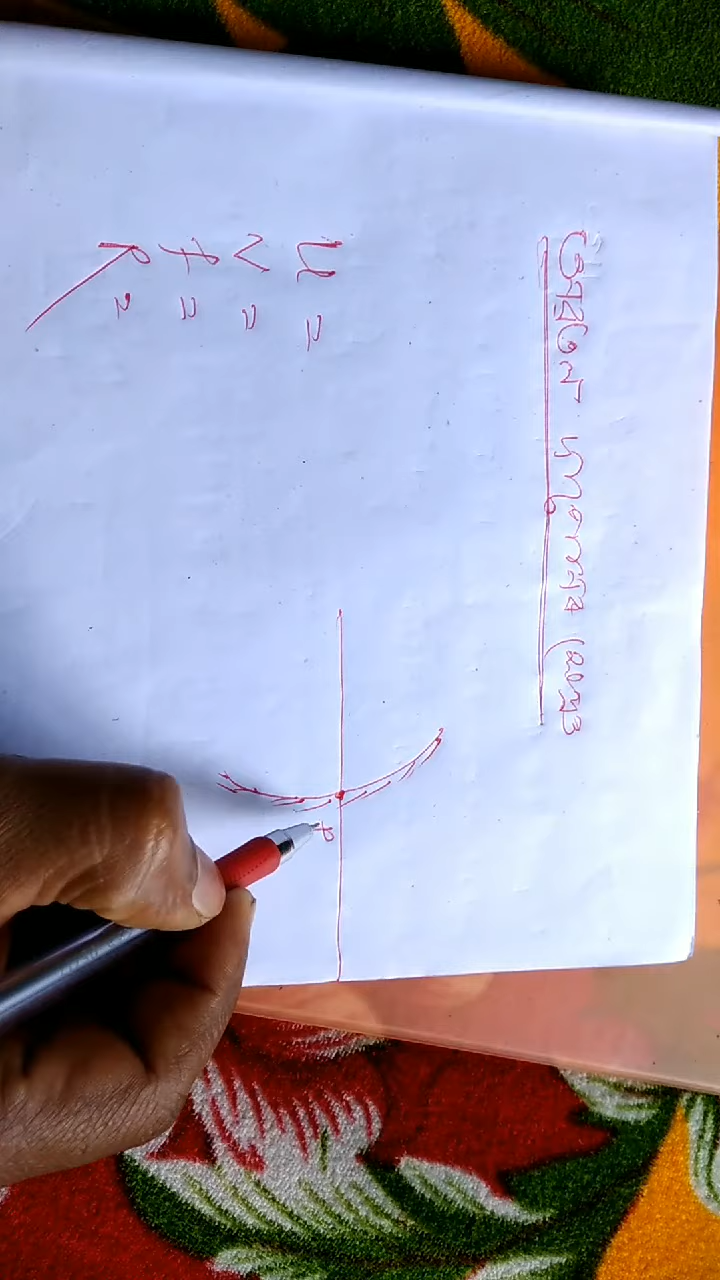 অবতল দর্পণের ক্ষেত্রে
u =
v =
f =
R =
P